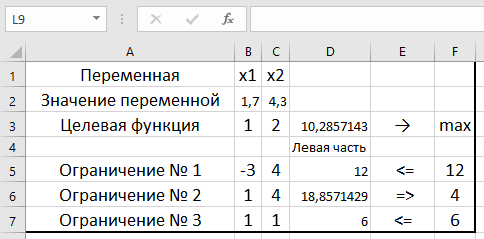 L9 fx
A B C D E F
1 Переменная x1 x2
2 Значение переменной 1,7 4,3
3 Целевая функция 1 2 10,2857143 → max
4 Левая часть
5 Ограничение № 1 -3 4 12 <= 12
6 Ограничение № 2 1 4 18,8571429 => 4
7 Ограничение № 3 1 1 6 <= 6